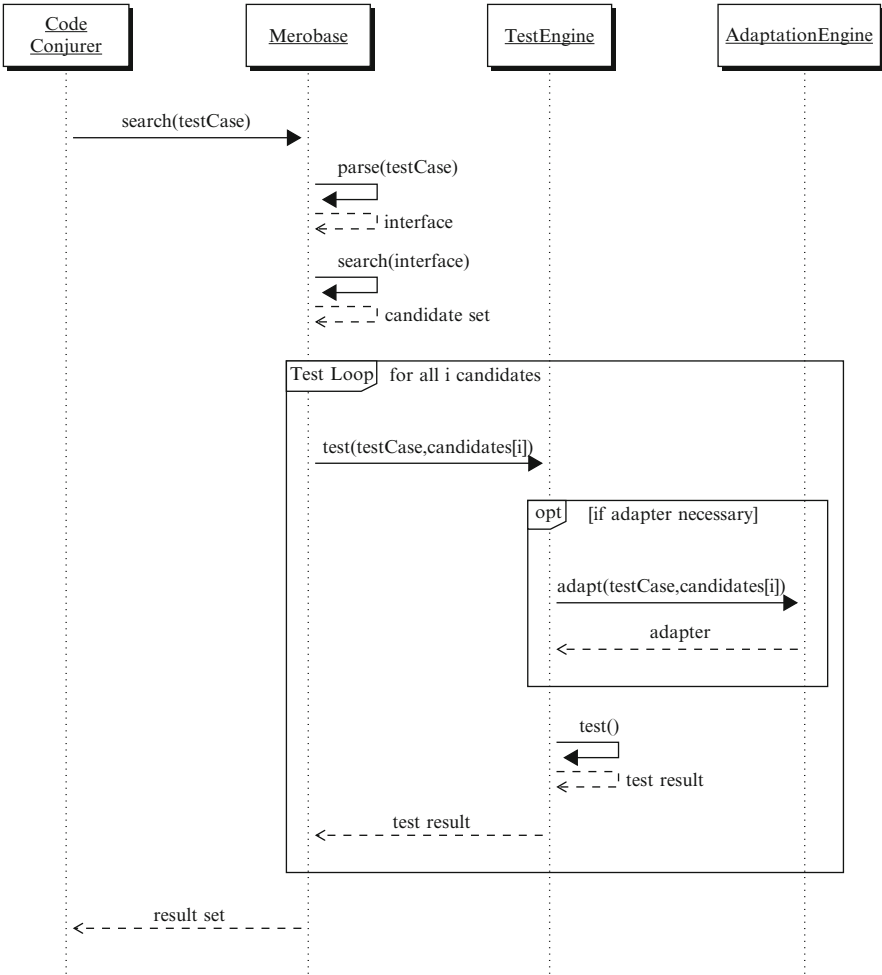 Code
Conjurer
Merobase
TestEngine
AdaptationEngine
search(testCase)
parse(testCase)
interface
search(interface)
candidate set
Test Loop for all i candidates
test(testCase,candidates[i])
opt [if adapter necessary]
adapt(testCase,candidates[i])
adapter
test()
test result
test result
result set